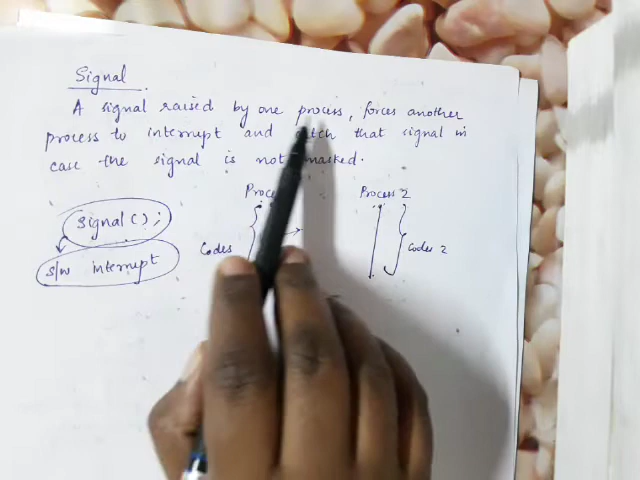 Signal
A signal raised by one process, forces another
process to interrupt and catch that signal in
case the signal is not masked.
Process 2
signal();
Codes
Codes 2
s/w interrupt